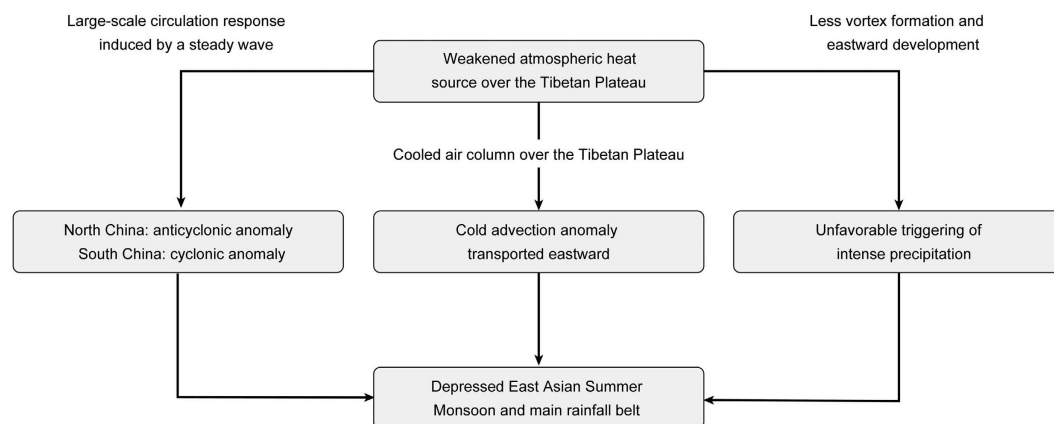 Large-scale circulation response
induced by a steady wave
Less vortex formation and
eastward development
Weakened atmospheric heat
source over the Tibetan Plateau
Cooled air column over the Tibetan Plateau
North China: anticyclonic anomaly
South China: cyclonic anomaly
Cold advection anomaly
transported eastward
Unfavorable triggering of
intense precipitation
Depressed East Asian Summer
Monsoon and main rainfall belt